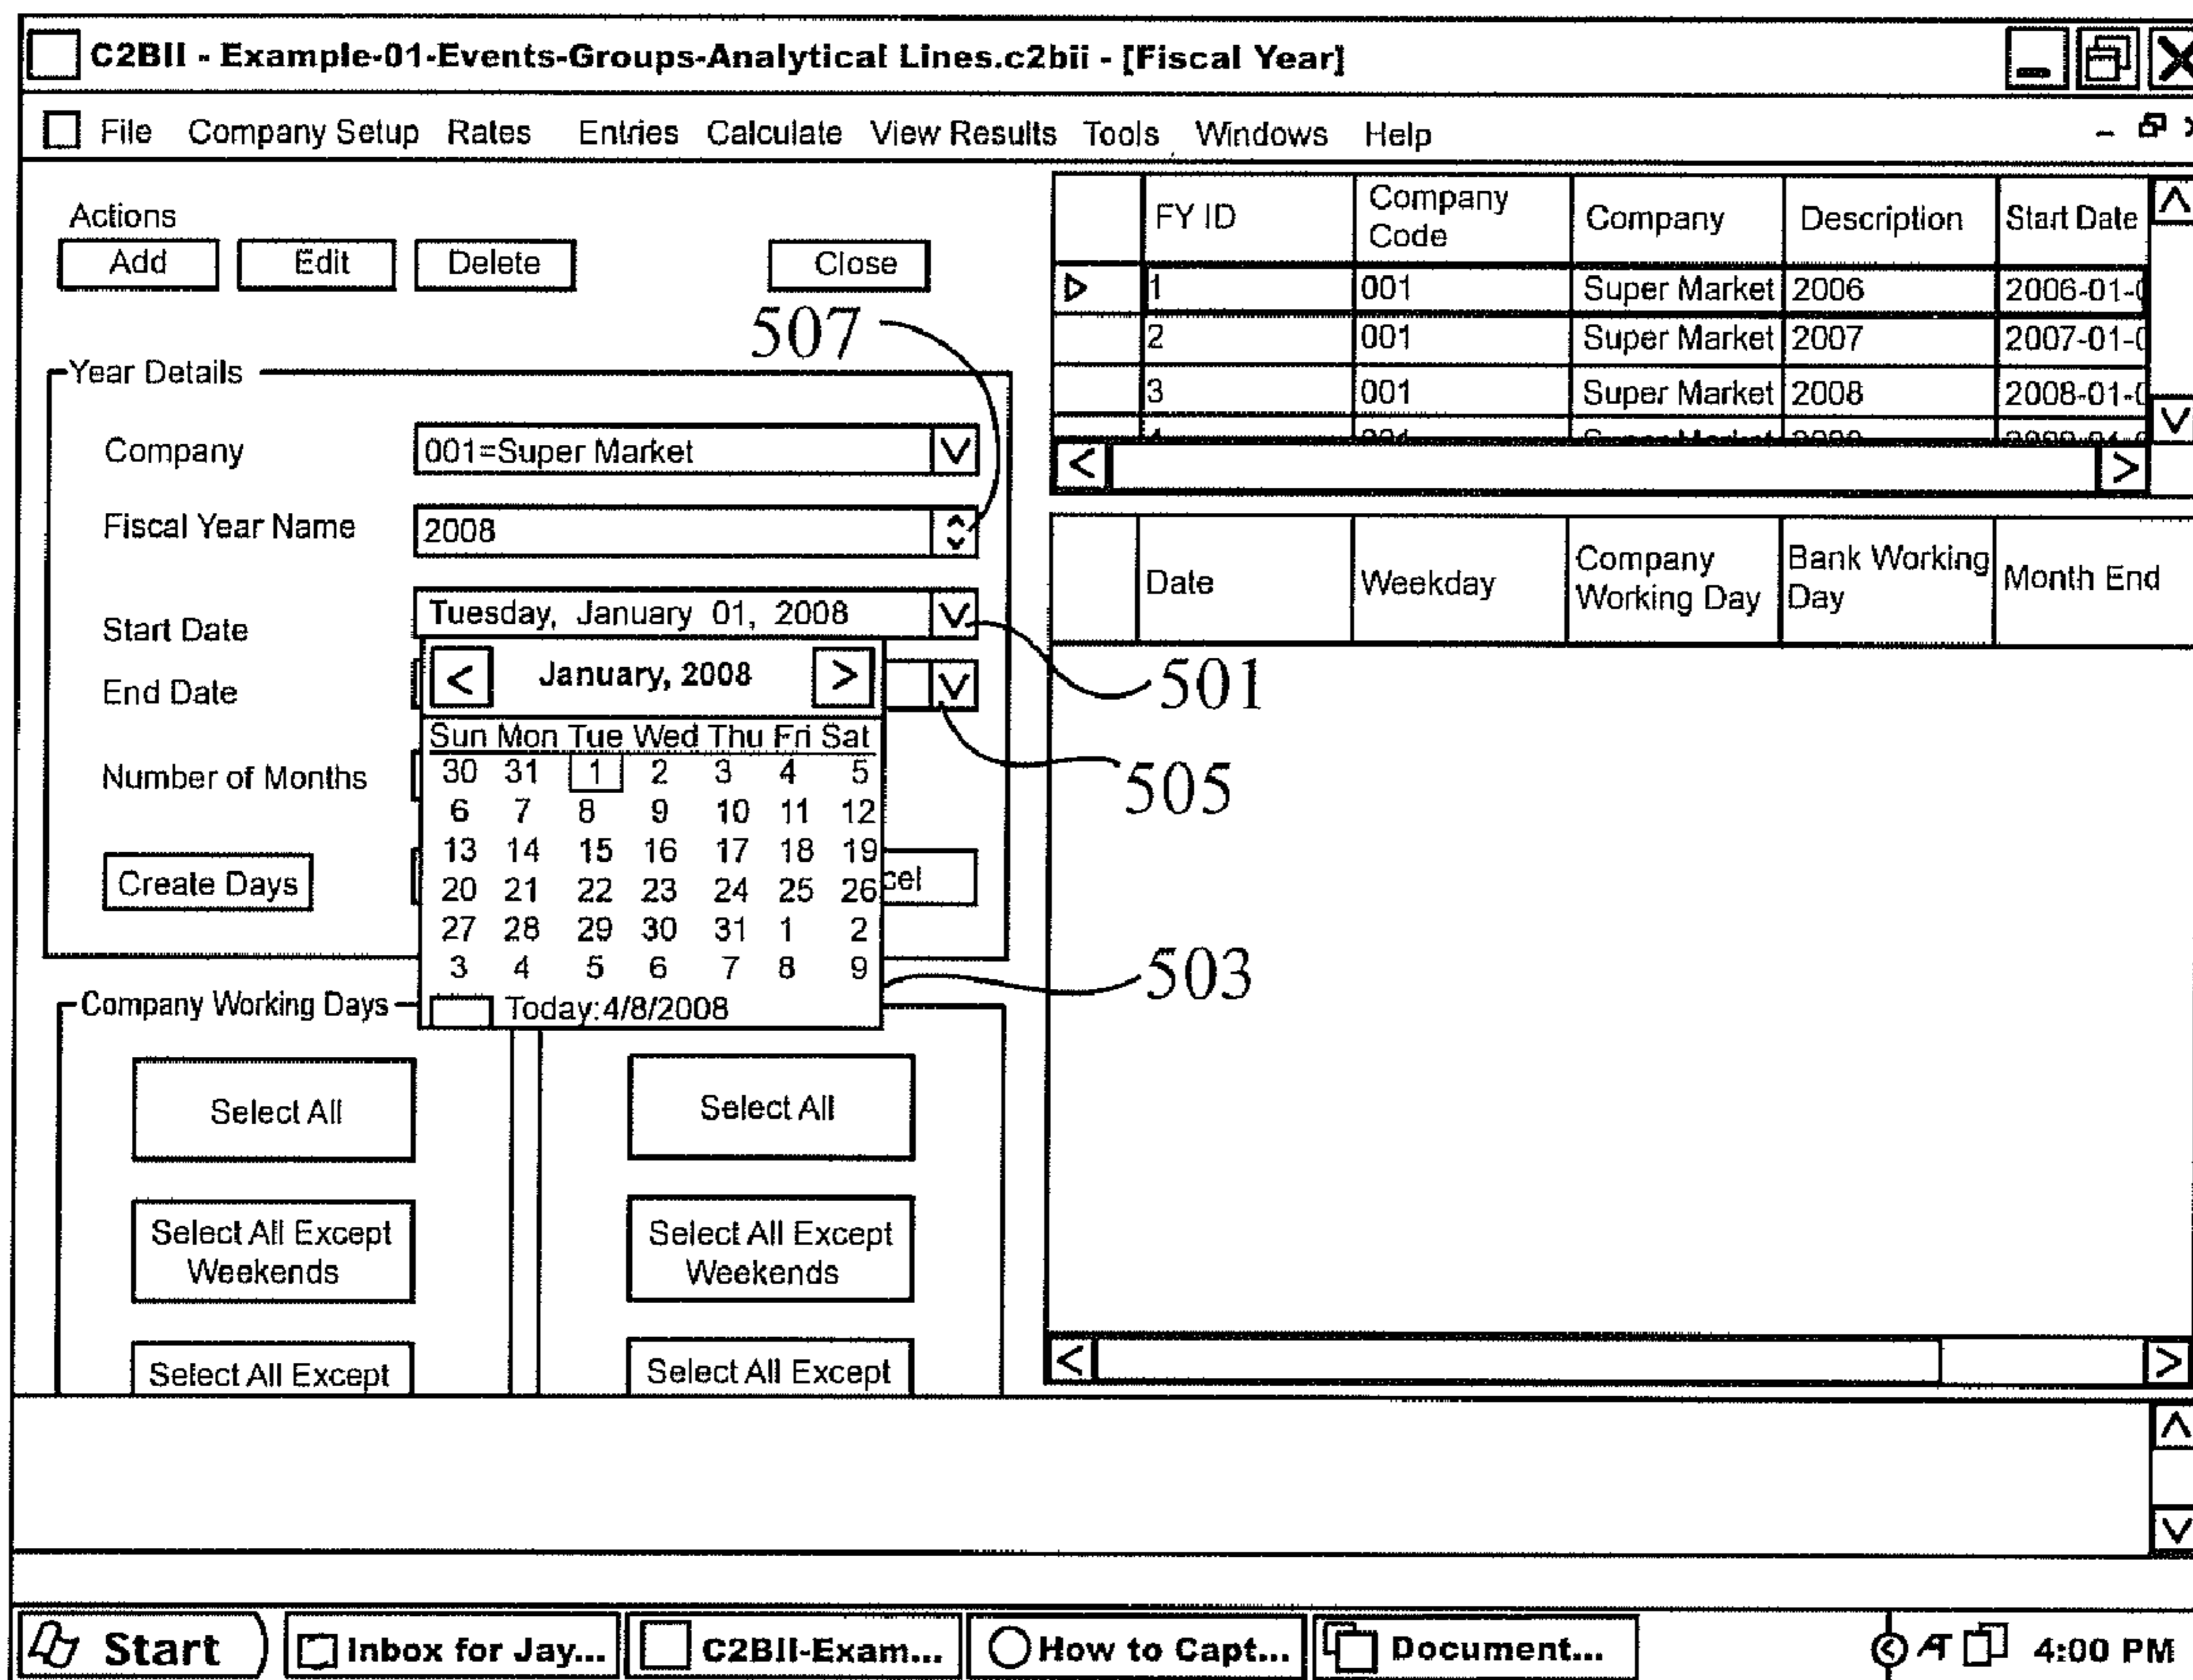 C2BII - Example-01-Events-Groups-Analytical Lines.c2bii - [Fiscal Year]
File Company Setup Rates Entries Calculate View Results Tools Windows Help
Actions
Add Edit Delete Close
507
Year Details
Company 001=Super Market
Fiscal Year Name 2008
Start Date Tuesday, January 01, 2008
End Date
Number of Months
Create Days
cel
< January, 2008 >
Sun Mon Tue Wed Thu Fri Sat
30 31 1 2 3 4 5
6 7 8 9 10 11 12
13 14 15 16 17 18 19
20 21 22 23 24 25 26
27 28 29 30 31 1 2
3 4 5 6 7 8 9
Today:4/8/2008
501
505
503
Company Working Days
Select All Select All
Select All Except Weekends Select All Except Weekends
Select All Except Select All Except
FY ID Company Code Company Description Start Date
1 001 Super Market 2006 2006-01-0
2 001 Super Market 2007 2007-01-0
3 001 Super Market 2008 2008-01-0
Date Weekday Company Working Day Bank Working Day Month End
Start Inbox for Jay... C2BII-Exam... How to Capt... Document... 4:00 PM